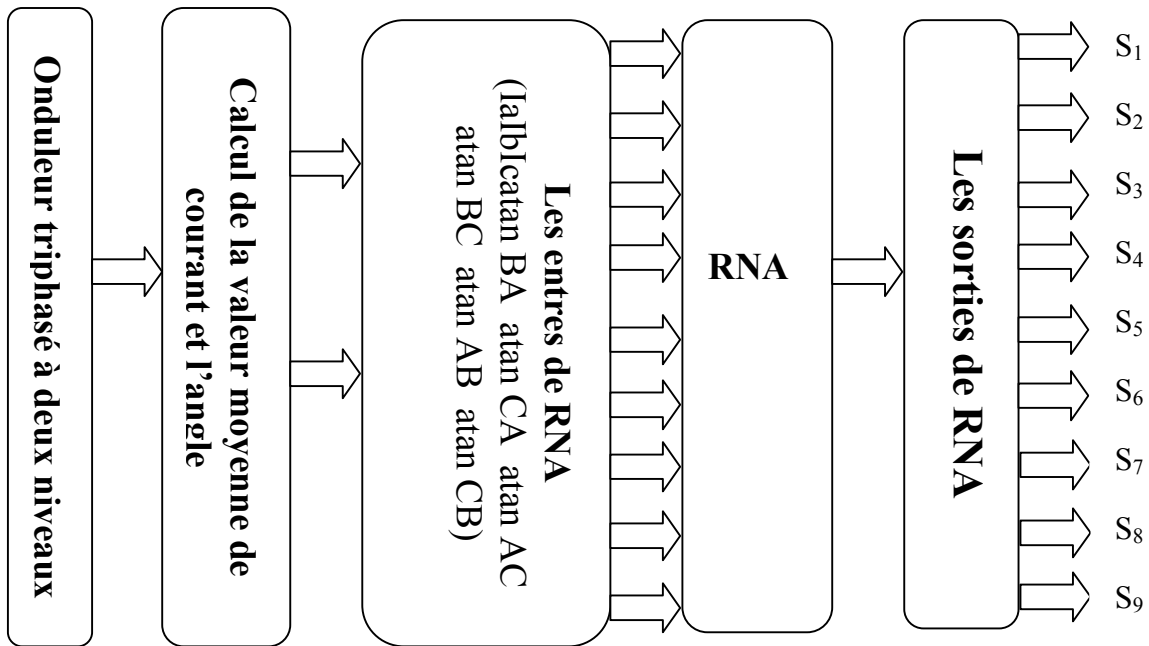 Onduleur triphasé à deux niveaux
Calcul de la valeur moyenne de
courant et l'angle
Les entres de RNA
(IaIbIcatan BA atan CA atan AC
atan BC atan AB atan CB)
RNA
Les sorties de RNA
S1
S2
S3
S4
S5
S6
S7
S8
S9